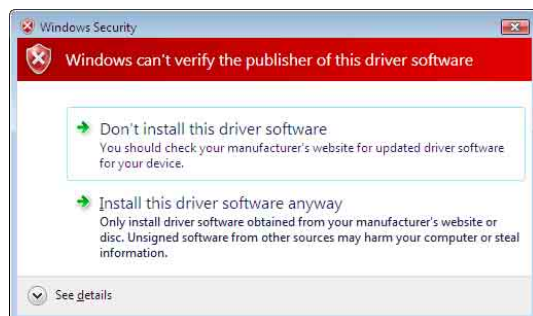 Windows Security
Windows can't verify the publisher of this driver software
Don't install this driver software
You should check your manufacturer's website for updated driver software
for your device.
Install this driver software anyway
Only install driver software obtained from your manufacturer's website or
disc. Unsigned software from other sources may harm your computer or steal
information.
See details